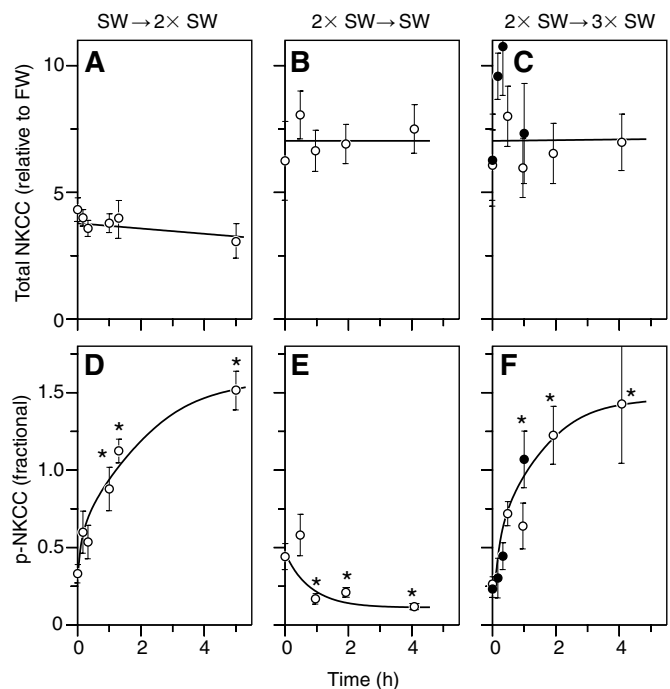 SW→2× SW 2× SW→SW 2× SW→3× SW
A B C
Total NKCC (relative to FW)
10
5
0
D E F
p-NKCC (fractional)
1.5
1.0
0.5
0
* * * * * * * * *
0 2 4 0 2 4 0 2 4
Time (h)